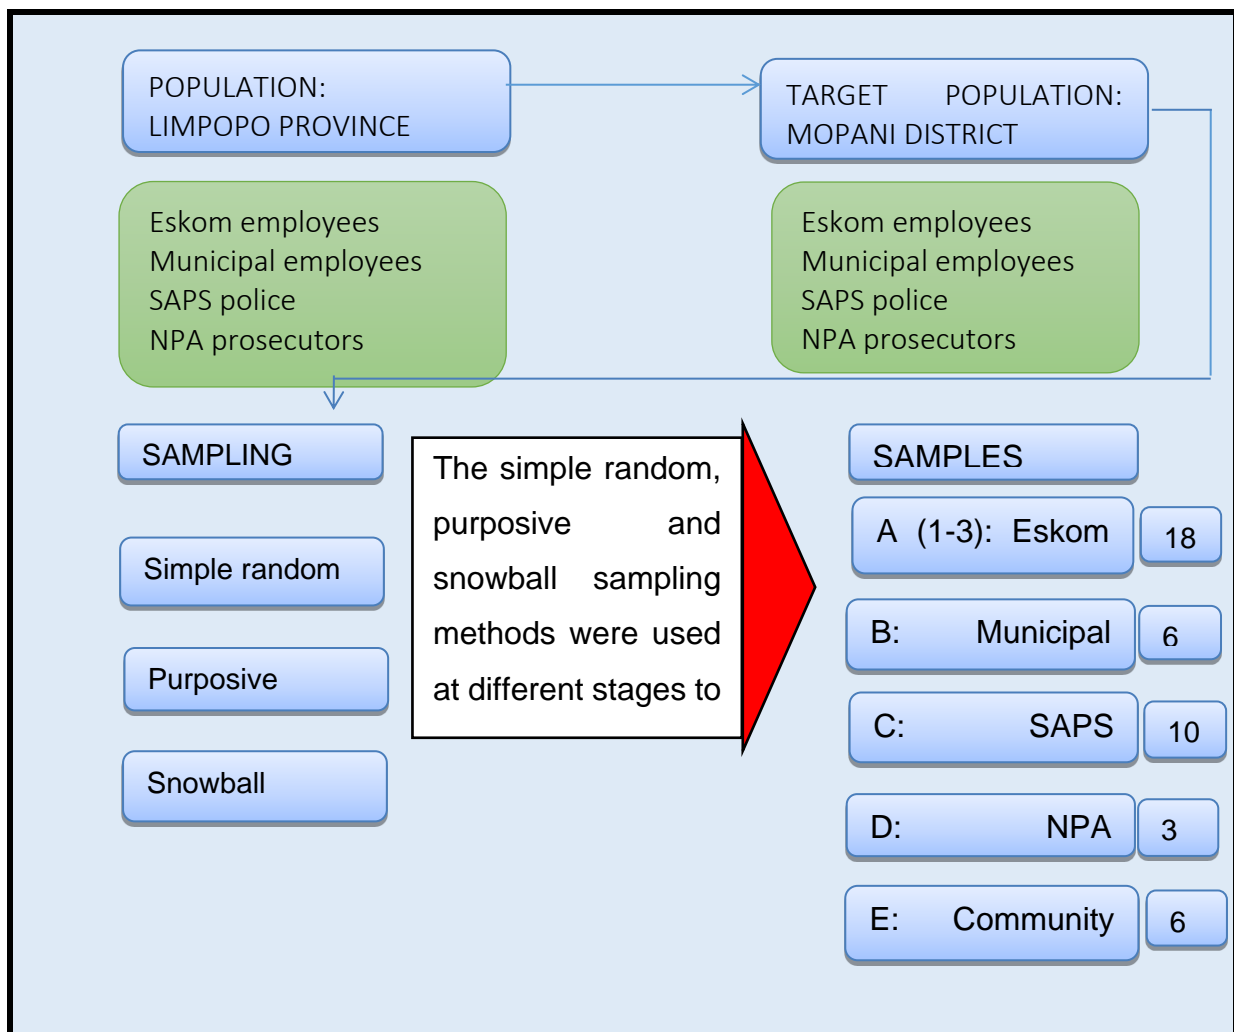 POPULATION:
LIMPOPO PROVINCE
TARGET POPULATION:
MOPANI DISTRICT
Eskom employees
Municipal employees
SAPS police
NPA prosecutors
Eskom employees
Municipal employees
SAPS police
NPA prosecutors
SAMPLING
Simple random
Purposive
Snowball
The simple random,
purposive and
snowball sampling
methods were used
at different stages to
SAMPLES
A (1-3): Eskom 18
B: Municipal 6
C: SAPS 10
D: NPA 3
E: Community 6